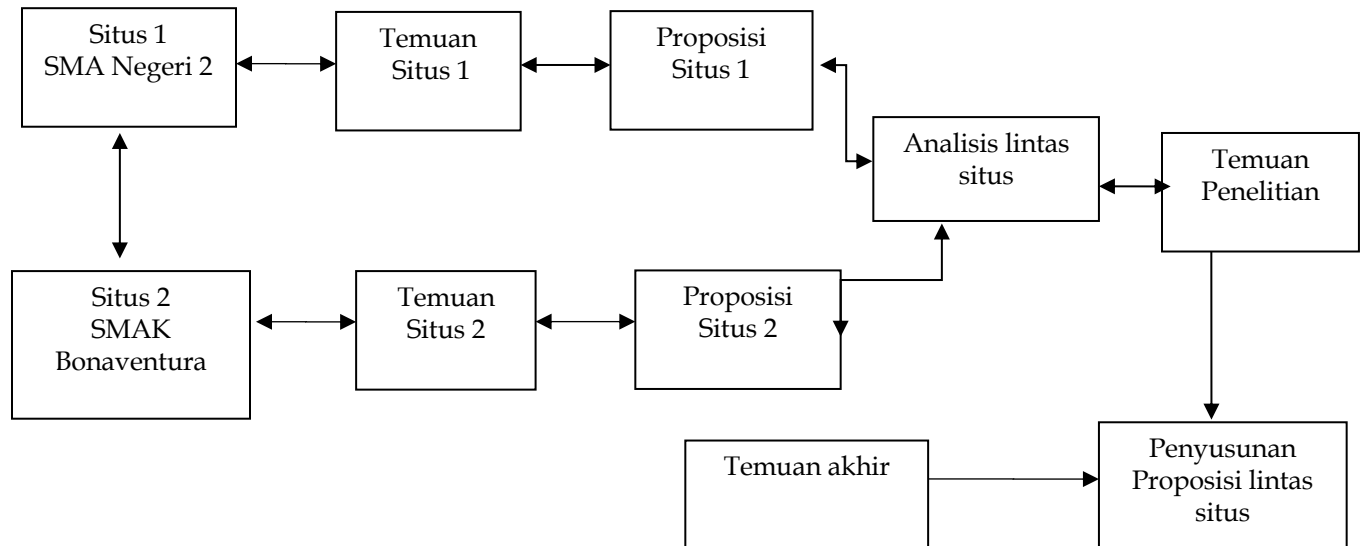 Situs 1
SMA Negeri 2
Temuan
Situs 1
Proposisi
Situs 1
Analisis lintas
situs
Temuan
Penelitian
Situs 2
SMAK
Bonaventura
Temuan
Situs 2
Proposisi
Situs 2
Temuan akhir
Penyusunan
Proposisi lintas
situs